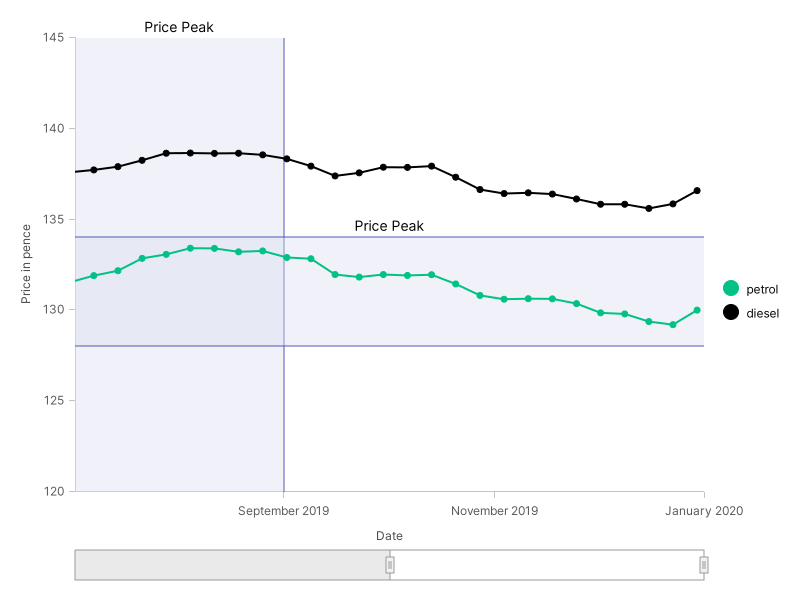 Price Peak
145
140
135
130
125
120
Price in pence
Price Peak
petrol
diesel
September 2019
November 2019
January 2020
Date